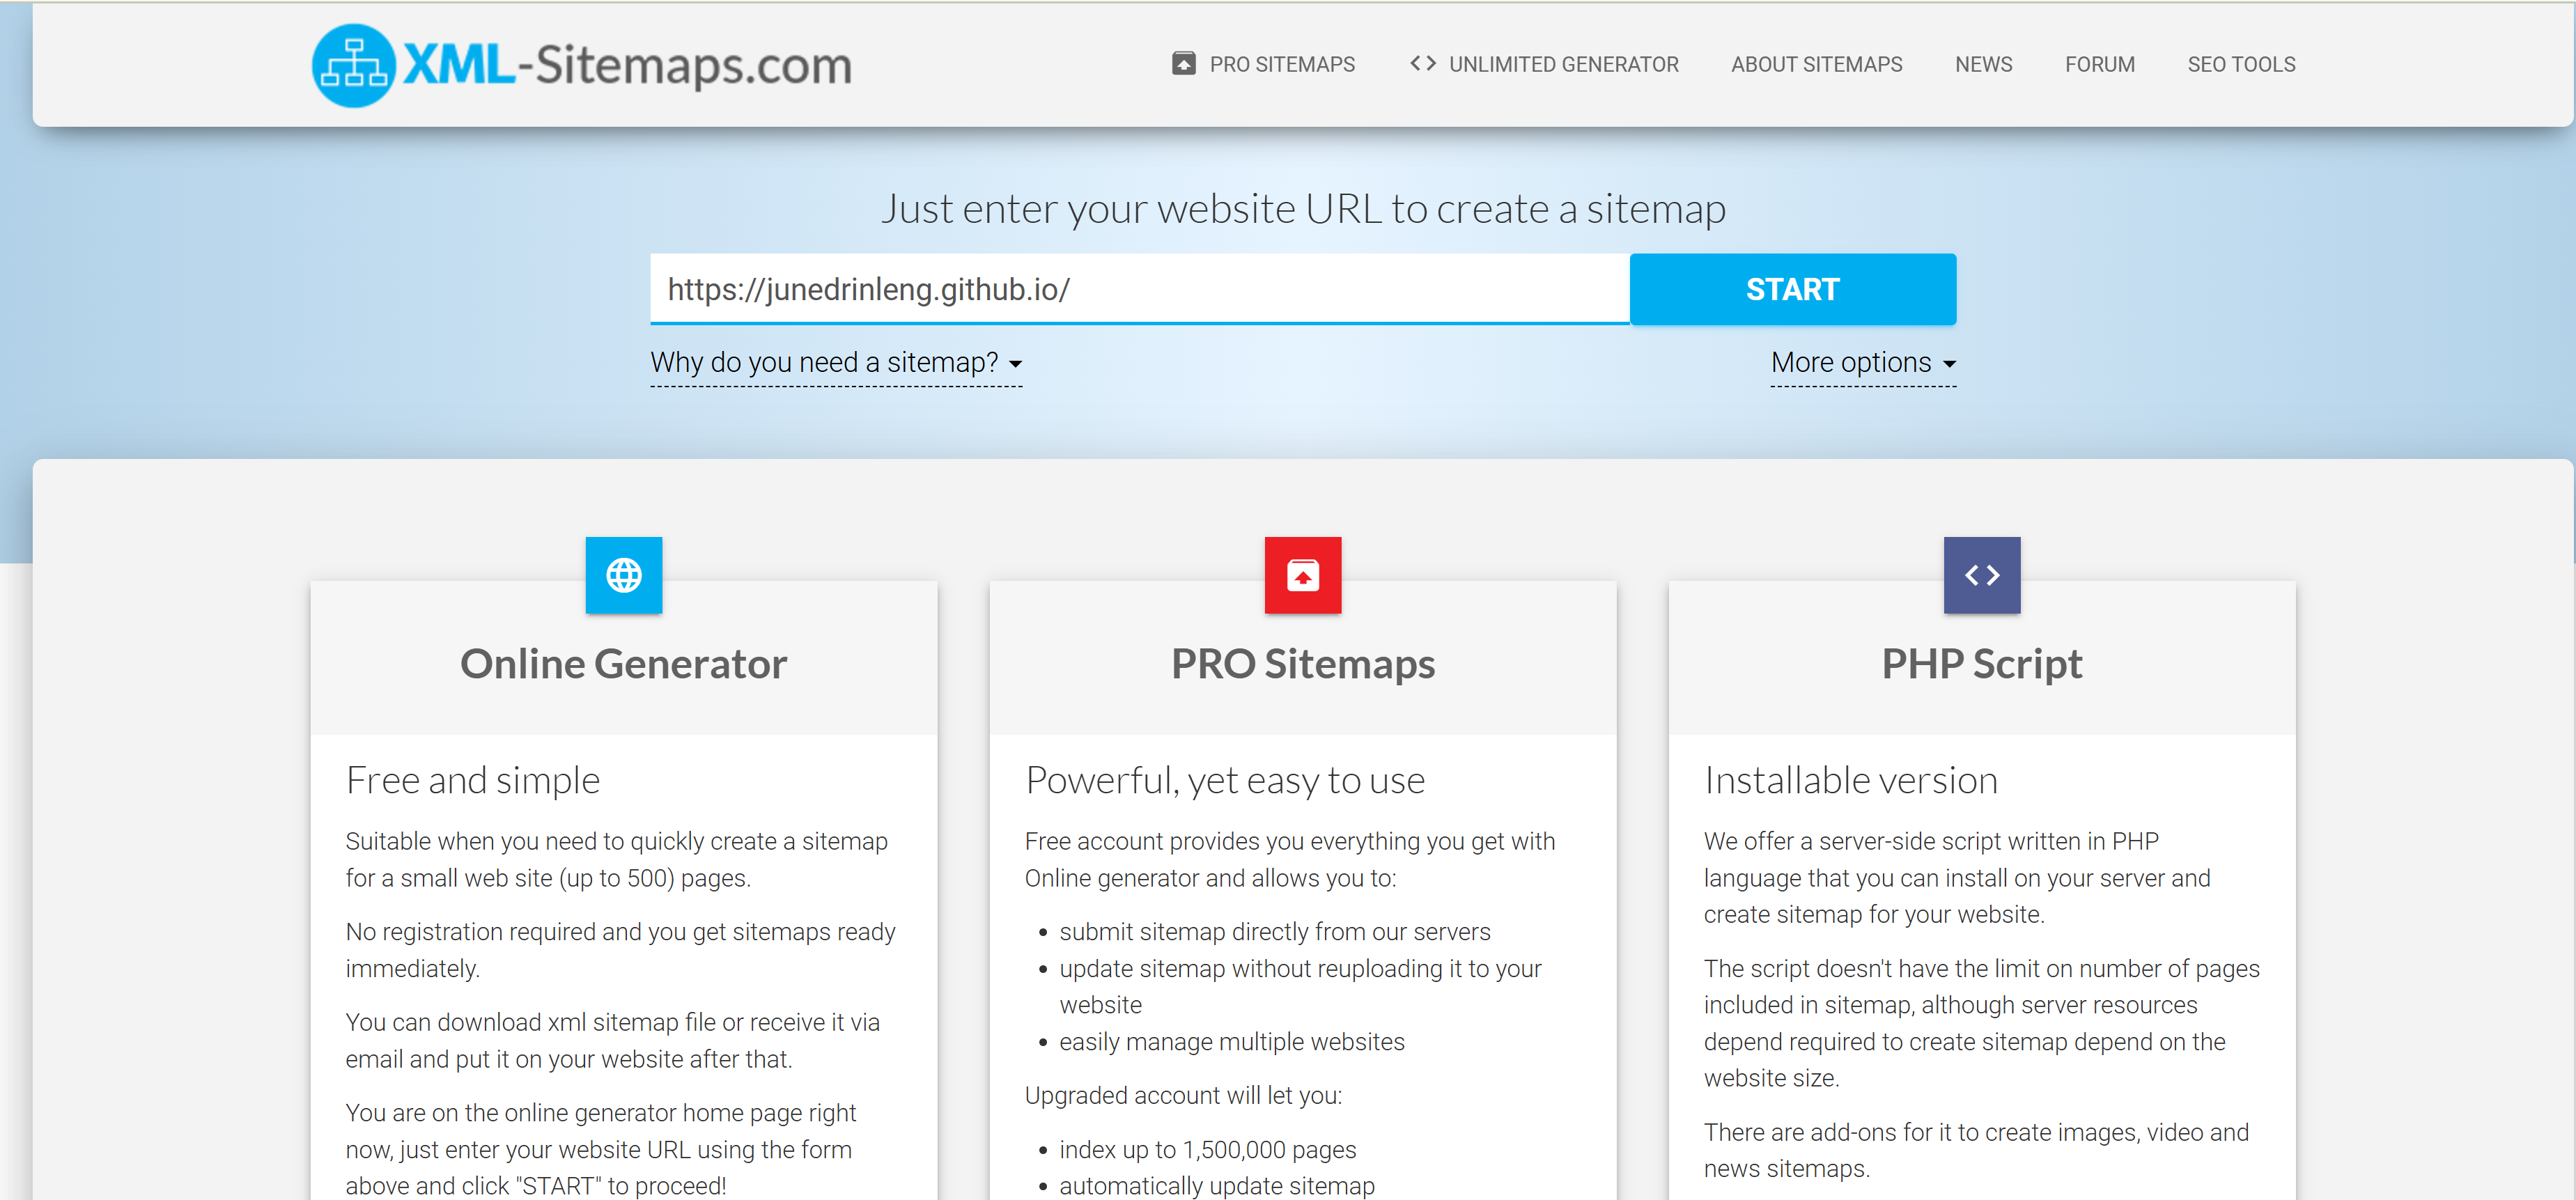 XML-Sitemaps.com
PRO SITEMAPS
UNLIMITED GENERATOR
ABOUT SITEMAPS
NEWS
FORUM
SEO TOOLS
Just enter your website URL to create a sitemap
https://junedrinleng.github.io/
START
Why do you need a sitemap?
More options
Online Generator
Free and simple
Suitable when you need to quickly create a sitemap
for a small web site (up to 500) pages.
No registration required and you get sitemaps ready
immediately.
You can download xml sitemap file or receive it via
email and put it on your website after that.
You are on the online generator home page right
now, just enter your website URL using the form
above and click "START" to proceed!
PRO Sitemaps
Powerful, yet easy to use
Free account provides you everything you get with
Online generator and allows you to:
• submit sitemap directly from our servers
• update sitemap without reuploading it to your
website
• easily manage multiple websites
Upgraded account will let you:
• index up to 1,500,000 pages
• automatically update sitemap
PHP Script
Installable version
We offer a server-side script written in PHP
language that you can install on your server and
create sitemap for your website.
The script doesn't have the limit on number of pages
included in sitemap, although server resources
depend required to create sitemap depend on the
website size.
There are add-ons for it to create images, video and
news sitemaps.